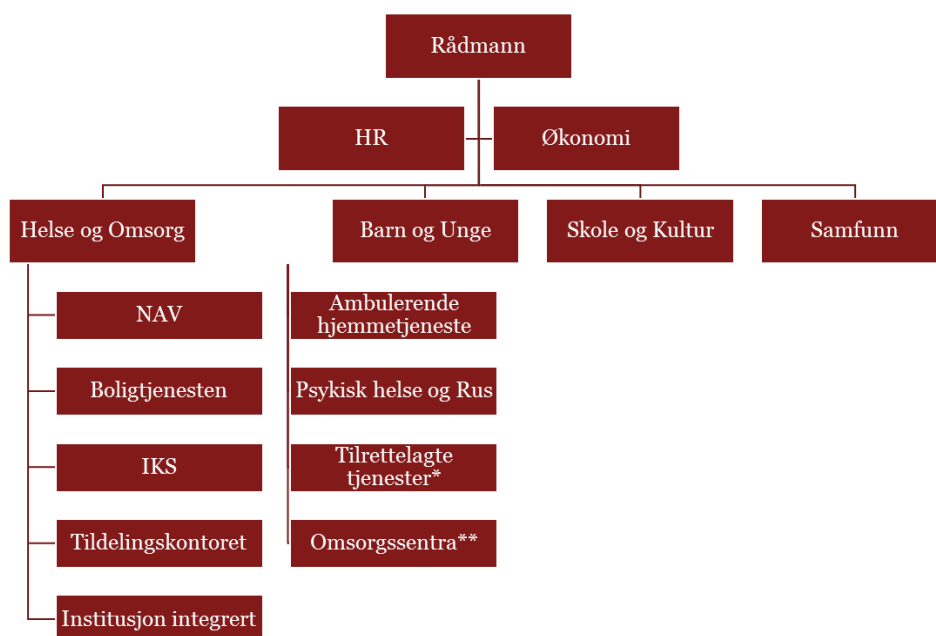 Rådmann
HR
Økonomi
Helse og Omsorg
Barn og Unge
Skole og Kultur
Samfunn
NAV
Boligtjenesten
IKS
Tildelingskontoret
Institusjon integrert
Ambulerende
hjemmetjeneste
Psykisk helse og Rus
Tilrettelagte
tjenester*
Omsorgssentra**